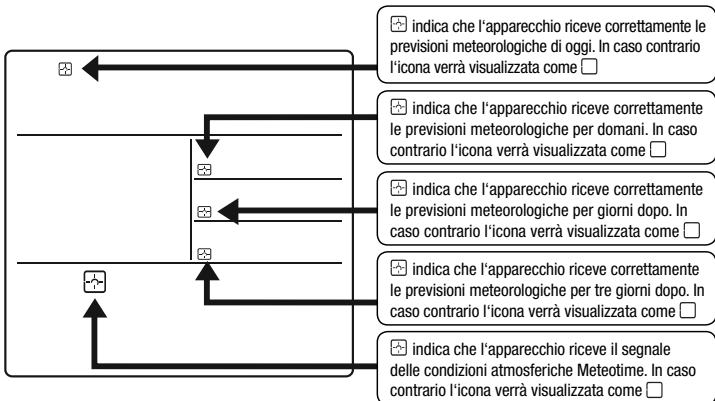 indica che l'apparecchio riceve correttamente le
previsioni meteorologiche di oggi. In caso contrario
l'icona verrà visualizzata come
indica che l'apparecchio riceve correttamente
le previsioni meteorologiche per domani. In caso
contrario l'icona verrà visualizzata come
indica che l'apparecchio riceve correttamente
le previsioni meteorologiche per giorni dopo. In
caso contrario l'icona verrà visualizzata come
indica che l'apparecchio riceve correttamente
le previsioni meteorologiche per tre giorni dopo. In
caso contrario l'icona verrà visualizzata come
indica che l'apparecchio riceve il segnale
delle condizioni atmosferiche Meteotime. In caso
contrario l'icona verrà visualizzata come